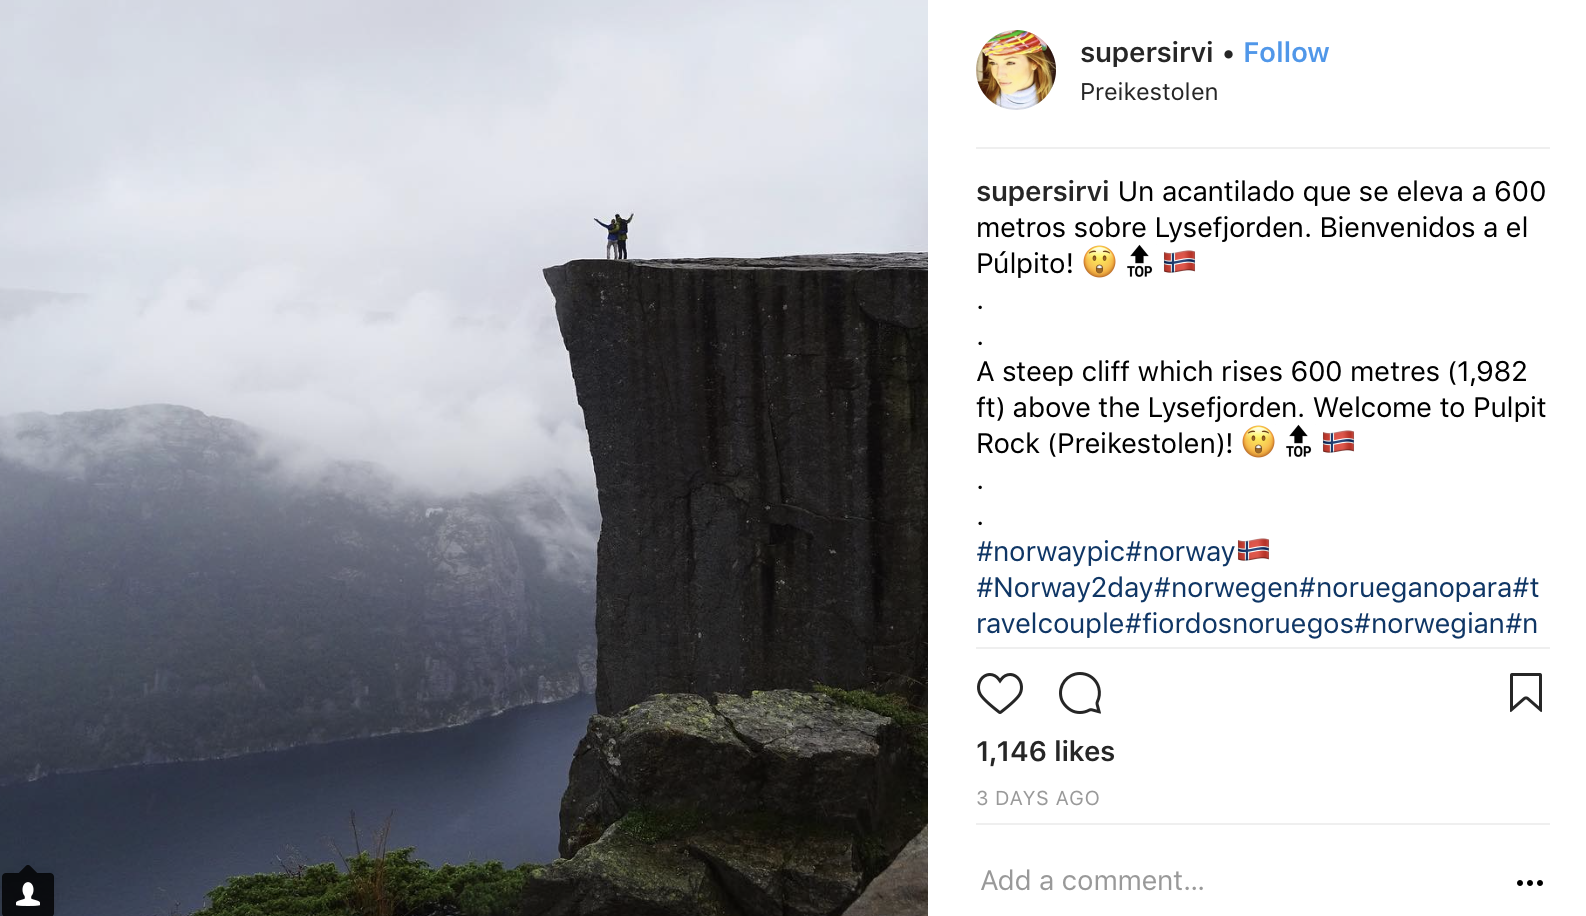 supersirvi • Follow
Preikestolen
supersirvi Un acantilado que se eleva a 600
metros sobre Lysefjorden. Bienvenidos a el
Púlpito! 😲 🔝 🇳🇴
.
.
A steep cliff which rises 600 metres (1,982
ft) above the Lysefjorden. Welcome to Pulpit
Rock (Preikestolen)! 😲 🔝 🇳🇴
.
.
#norwaypic#norway🇳🇴
#Norway2day#norwegen#norueganopara#t
ravelcouple#fiordosnoruegos#norwegian#n
1,146 likes
3 DAYS AGO
Add a comment...